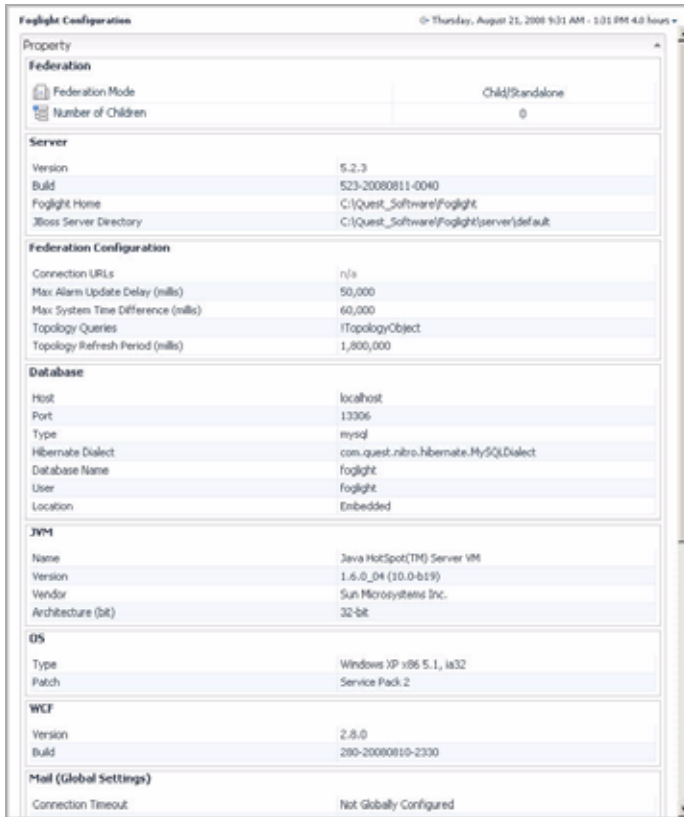 Foglight Configuration Thursday, August 21, 2008 9:31 AM - 1:31 PM 4.0 hours
Property
Federation
Federation Mode Child/Standalone
Number of Children 0
Server
Version 5.2.3
Build 523-20080811-0040
Foglight Home C:\Quest_Software\Foglight
JBoss Server Directory C:\Quest_Software\Foglight\server\default
Federation Configuration
Connection URLs n/a
Max Alarm Update Delay (millis) 50,000
Max System Time Difference (millis) 60,000
Topology Queries !TopologyObject
Topology Refresh Period (millis) 1,800,000
Database
Host localhost
Port 13306
Type mysql
Hibernate Dialect com.quest.nitro.hibernate.MySQLDialect
Database Name foglight
User foglight
Location Embedded
JVM
Name Java HotSpot(TM) Server VM
Version 1.6.0_04 (10.0-b19)
Vendor Sun Microsystems Inc.
Architecture (bit) 32-bit
OS
Type Windows XP x86 5.1, ia32
Patch Service Pack 2
WCF
Version 2.8.0
Build 280-20080810-2330
Mail (Global Settings)
Connection Timeout Not Globally Configured